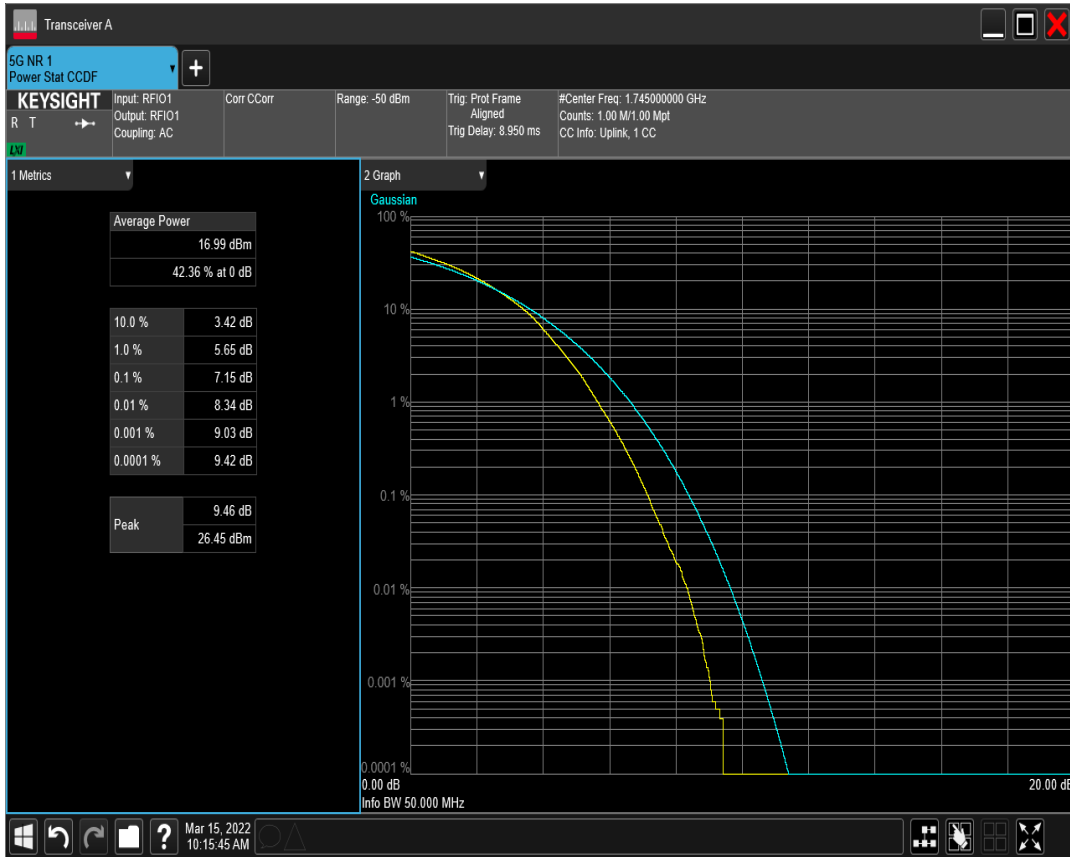 Transceiver A
5G NR 1
Power Stat CCDF
KEYSIGHT
R T
LXI
Input: RFIO1
Output: RFIO1
Coupling: AC
Corr CCorr
Range: -50 dBm
Trig: Prot Frame
Aligned
Trig Delay: 8.950 ms
#Center Freq: 1.745000000 GHz
Counts: 1.00 M/1.00 Mpt
CC Info: Uplink, 1 CC
1 Metrics
Average Power
16.99 dBm
42.36 % at 0 dB
10.0 % 3.42 dB
1.0 % 5.65 dB
0.1 % 7.15 dB
0.01 % 8.34 dB
0.001 % 9.03 dB
0.0001 % 9.42 dB
Peak
9.46 dB
26.45 dBm
2 Graph
Gaussian
100 %
10 %
1 %
0.1 %
0.01 %
0.001 %
0.0001 %
0.00 dB 20.00 dB
Info BW 50.000 MHz
?
Mar 15, 2022
10:15:45 AM